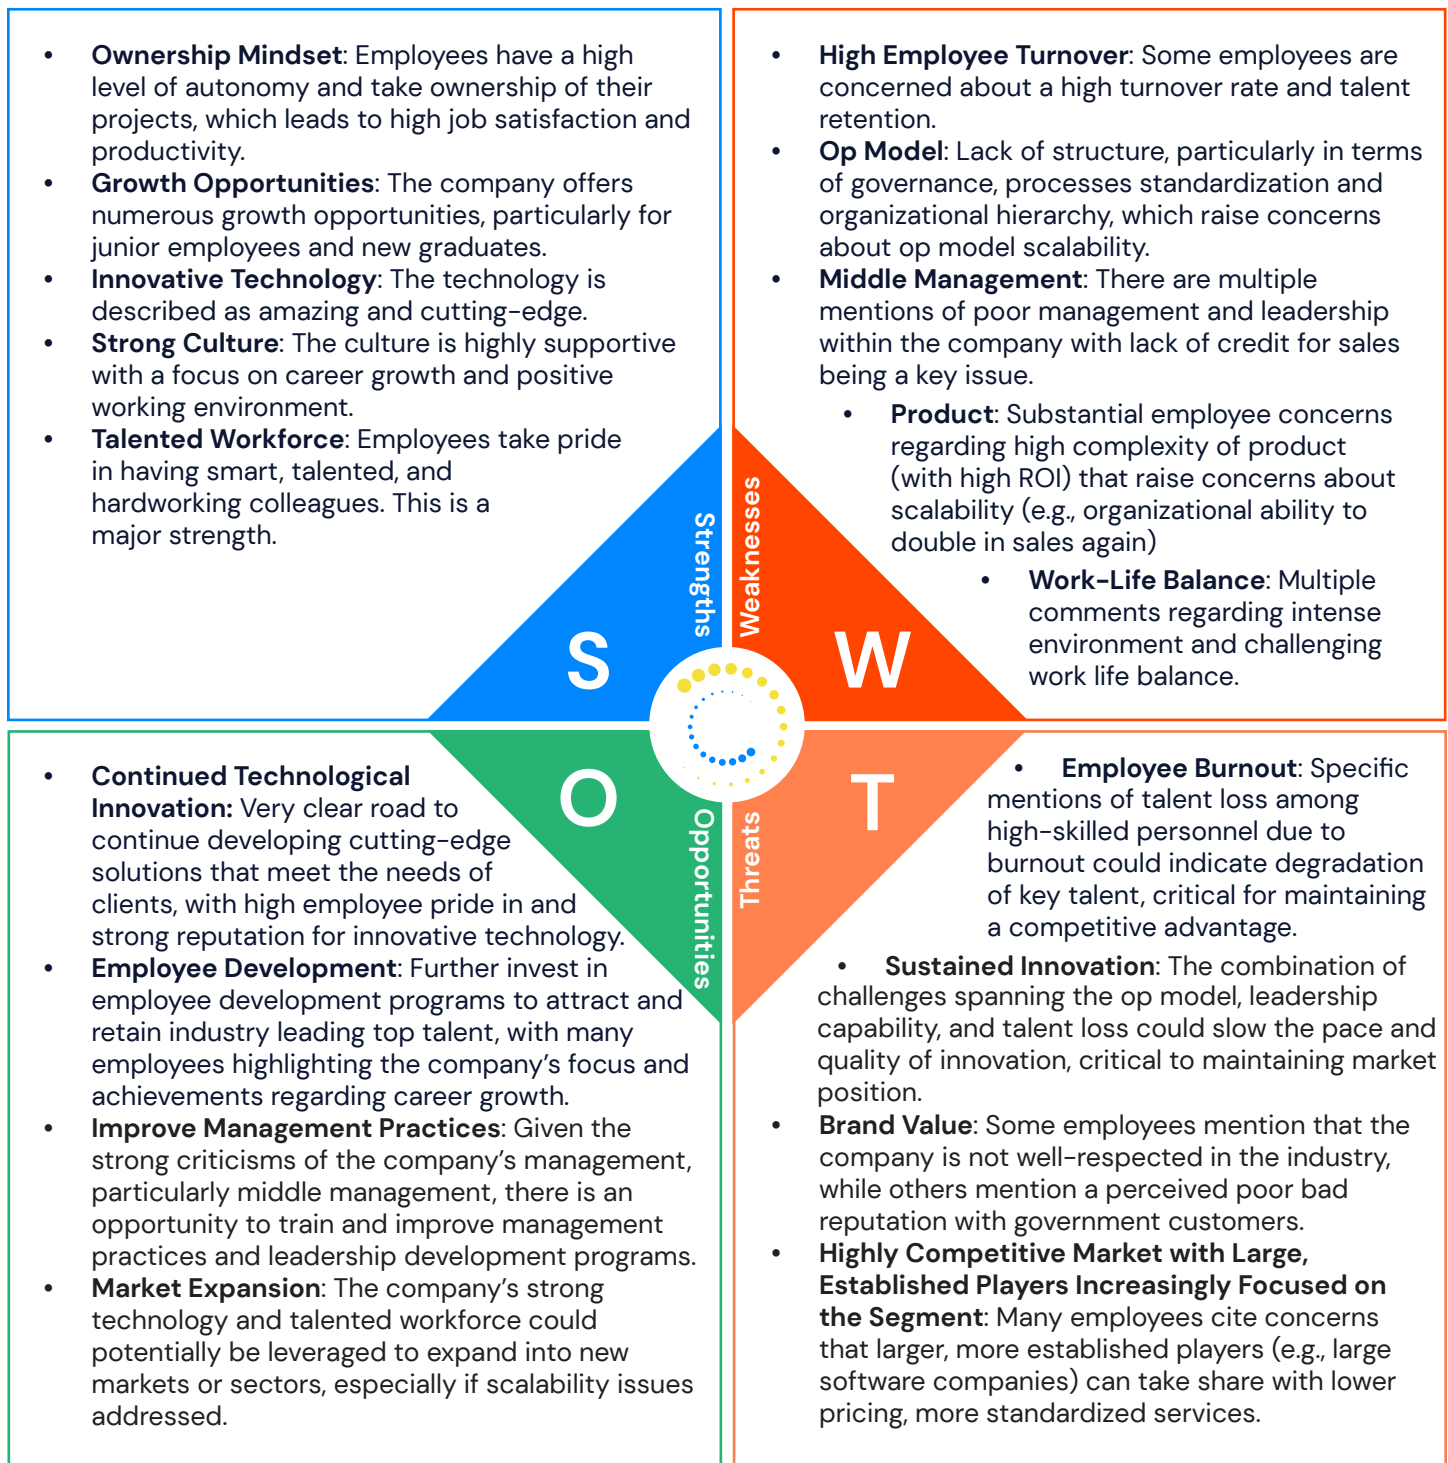 • Ownership Mindset: Employees have a high
level of autonomy and take ownership of their
projects, which leads to high job satisfaction and
productivity.
• Growth Opportunities: The company offers
numerous growth opportunities, particularly for
junior employees and new graduates.
• Innovative Technology: The technology is
described as amazing and cutting-edge.
• Strong Culture: The culture is highly supportive
with a focus on career growth and positive
working environment.
• Talented Workforce: Employees take pride
in having smart, talented, and
hardworking colleagues. This is a
major strength.
Strengths
S
• High Employee Turnover: Some employees are
concerned about a high turnover rate and talent
retention.
• Op Model: Lack of structure, particularly in terms
of governance, processes standardization and
organizational hierarchy, which raise concerns
about op model scalability.
• Middle Management: There are multiple
mentions of poor management and leadership
within the company with lack of credit for sales
being a key issue.
• Product: Substantial employee concerns
regarding high complexity of product
(with high ROI) that raise concerns about
scalability (e.g., organizational ability to
double in sales again)
• Work-Life Balance: Multiple
comments regarding intense
environment and challenging
work life balance.
Weaknesses
W
• Continued Technological
Innovation: Very clear road to
continue developing cutting-edge
solutions that meet the needs of
clients, with high employee pride in and
strong reputation for innovative technology.
• Employee Development: Further invest in
employee development programs to attract and
retain industry leading top talent, with many
employees highlighting the company's focus and
achievements regarding career growth.
• Improve Management Practices: Given the
strong criticisms of the company's management,
particularly middle management, there is an
opportunity to train and improve management
practices and leadership development programs.
• Market Expansion: The company's strong
technology and talented workforce could
potentially be leveraged to expand into new
markets or sectors, especially if scalability issues
addressed.
O
Opportunities
T
Threats
• Employee Burnout: Specific
mentions of talent loss among
high-skilled personnel due to
burnout could indicate degradation
of key talent, critical for maintaining
a competitive advantage.
• Sustained Innovation: The combination of
challenges spanning the op model, leadership
capability, and talent loss could slow the pace and
quality of innovation, critical to maintaining market
position.
• Brand Value: Some employees mention that the
company is not well-respected in the industry,
while others mention a perceived poor bad
reputation with government customers.
• Highly Competitive Market with Large,
Established Players Increasingly Focused on
the Segment: Many employees cite concerns
that larger, more established players (e.g., large
software companies) can take share with lower
pricing, more standardized services.